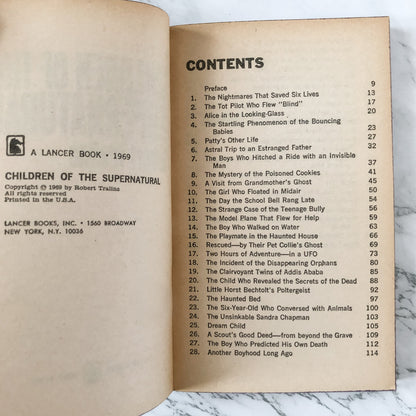 A LANCER BOOK • 1969
CHILDREN OF THE SUPERNATURAL
Copyright © 1969 by Robert Tralins
All rights reserved
Printed in the U.S.A.
LANCER BOOKS, INC. • 1560 BROADWAY
NEW YORK, N.Y. 10036
CONTENTS
Preface 9
1. The Nightmares That Saved Six Lives 13
2. The Tot Pilot Who Flew "Blind" 17
3. Alice in the Looking-Glass 20
4. The Startling Phenomenon of the Bouncing
Babies 23
5. Patty's Other Life 27
6. Astral Trip to an Estranged Father 32
7. The Boys Who Hitched a Ride with an Invisible
Man 37
8. The Mystery of the Poisoned Cookies 41
9. A Visit from Grandmother's Ghost 45
10. The Girl Who Floated in Midair 47
11. The Day the School Bell Rang Late 50
12. The Strange Case of the Teenage Bully 53
13. The Model Plane That Flew for Help 59
14. The Boy Who Walked on Water 62
15. The Playmate in the Haunted House 66
16. Rescued—by Their Pet Collie's Ghost 69
17. Two Hours of Adventure—in a UFO 72
18. The Incident of the Disappearing Orphans 80
19. The Clairvoyant Twins of Addis Ababa 84
20. The Child Who Revealed the Secrets of the Dead 88
21. Little Horst Bechtolt's Poltergeist 92
22. The Haunted Bed 97
23. The Six-Year-Old Who Conversed with Animals 100
24. The Unsinkable Sandra Chapman 103
25. Dream Child 105
26. A Scout's Good Deed—from beyond the Grave 109
27. The Boy Who Predicted His Own Death 112
28. Another Boyhood Long Ago 114